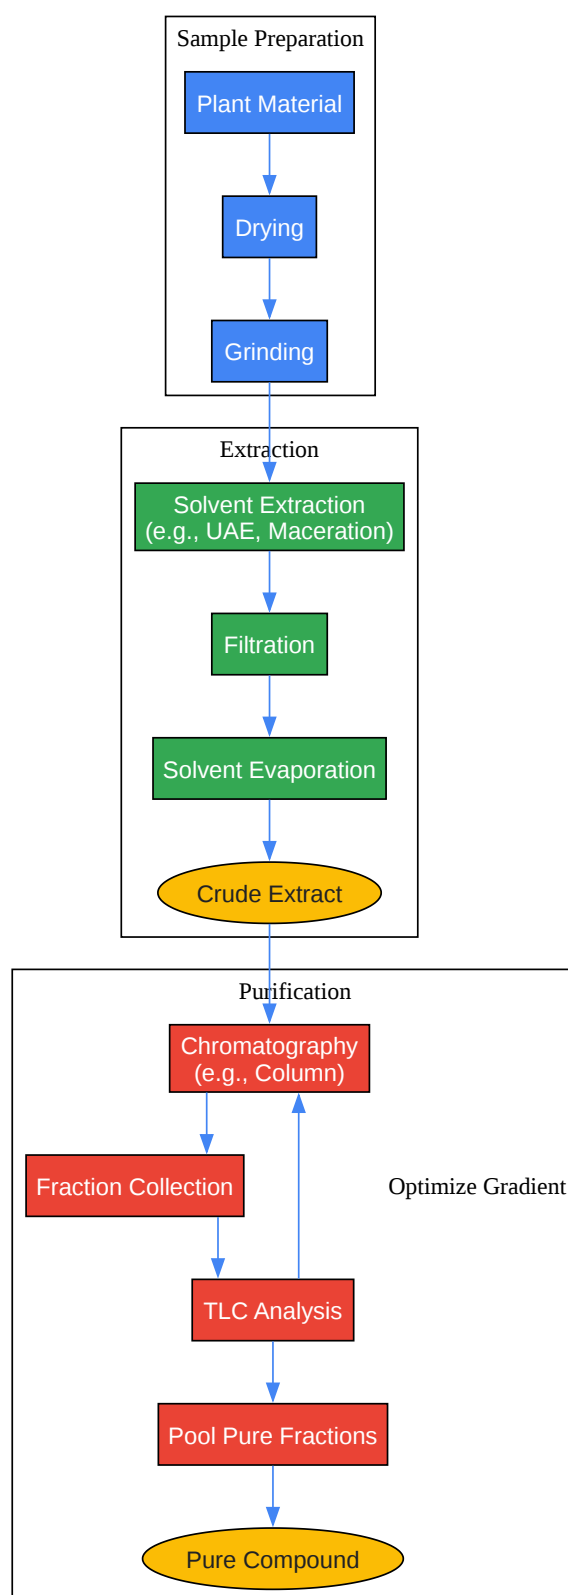 Sample Preparation
Plant Material
Drying
Grinding
Extraction
Solvent Extraction
(e.g., UAE, Maceration)
Filtration
Solvent Evaporation
Crude Extract
Purification
Chromatography
(e.g., Column)
Fraction Collection
Optimize Gradient
TLC Analysis
Pool Pure Fractions
Pure Compound